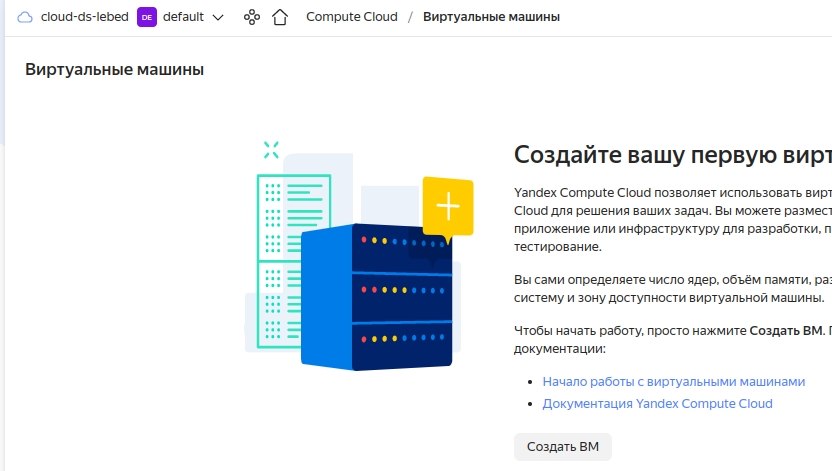 cloud-ds-lebed DE default Compute Cloud / Виртуальные машины
Виртуальные машины
Создайте вашу первую вирт
Yandex Compute Cloud позволяет использовать вирт
Cloud для решения ваших задач. Вы можете размест
приложение или инфраструктуру для разработки, п
тестирование.
Вы сами определяете число ядер, объём памяти, раз
систему и зону доступности виртуальной машины.
Чтобы начать работу, просто нажмите Создать ВМ. П
документации:
Начало работы с виртуальными машинами
Документация Yandex Compute Cloud
Создать ВМ